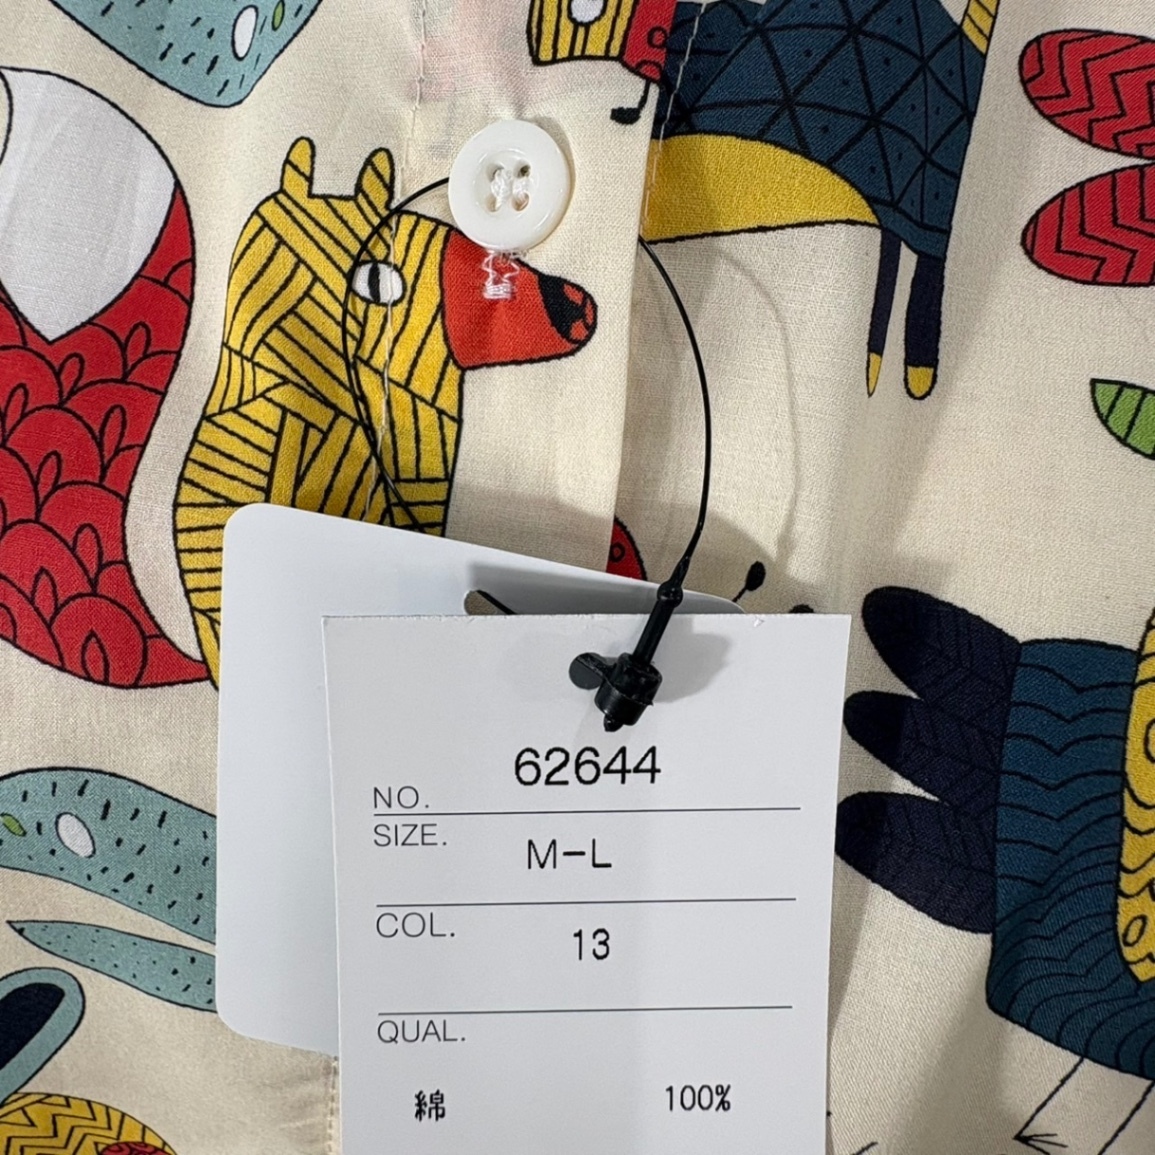 62644
NO.
SIZE.
M-L
COL.
13
QUAL.
綿 100%